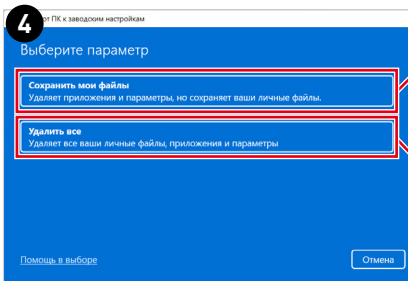 4
от ПК к заводским настройкам
Выберите параметр
Сохранить мои файлы
Удаляет приложения и параметры, но сохраняет ваши личные файлы.
Удалить все
Удаляет все ваши личные файлы, приложения и параметры
Помощь в выборе
Отмена